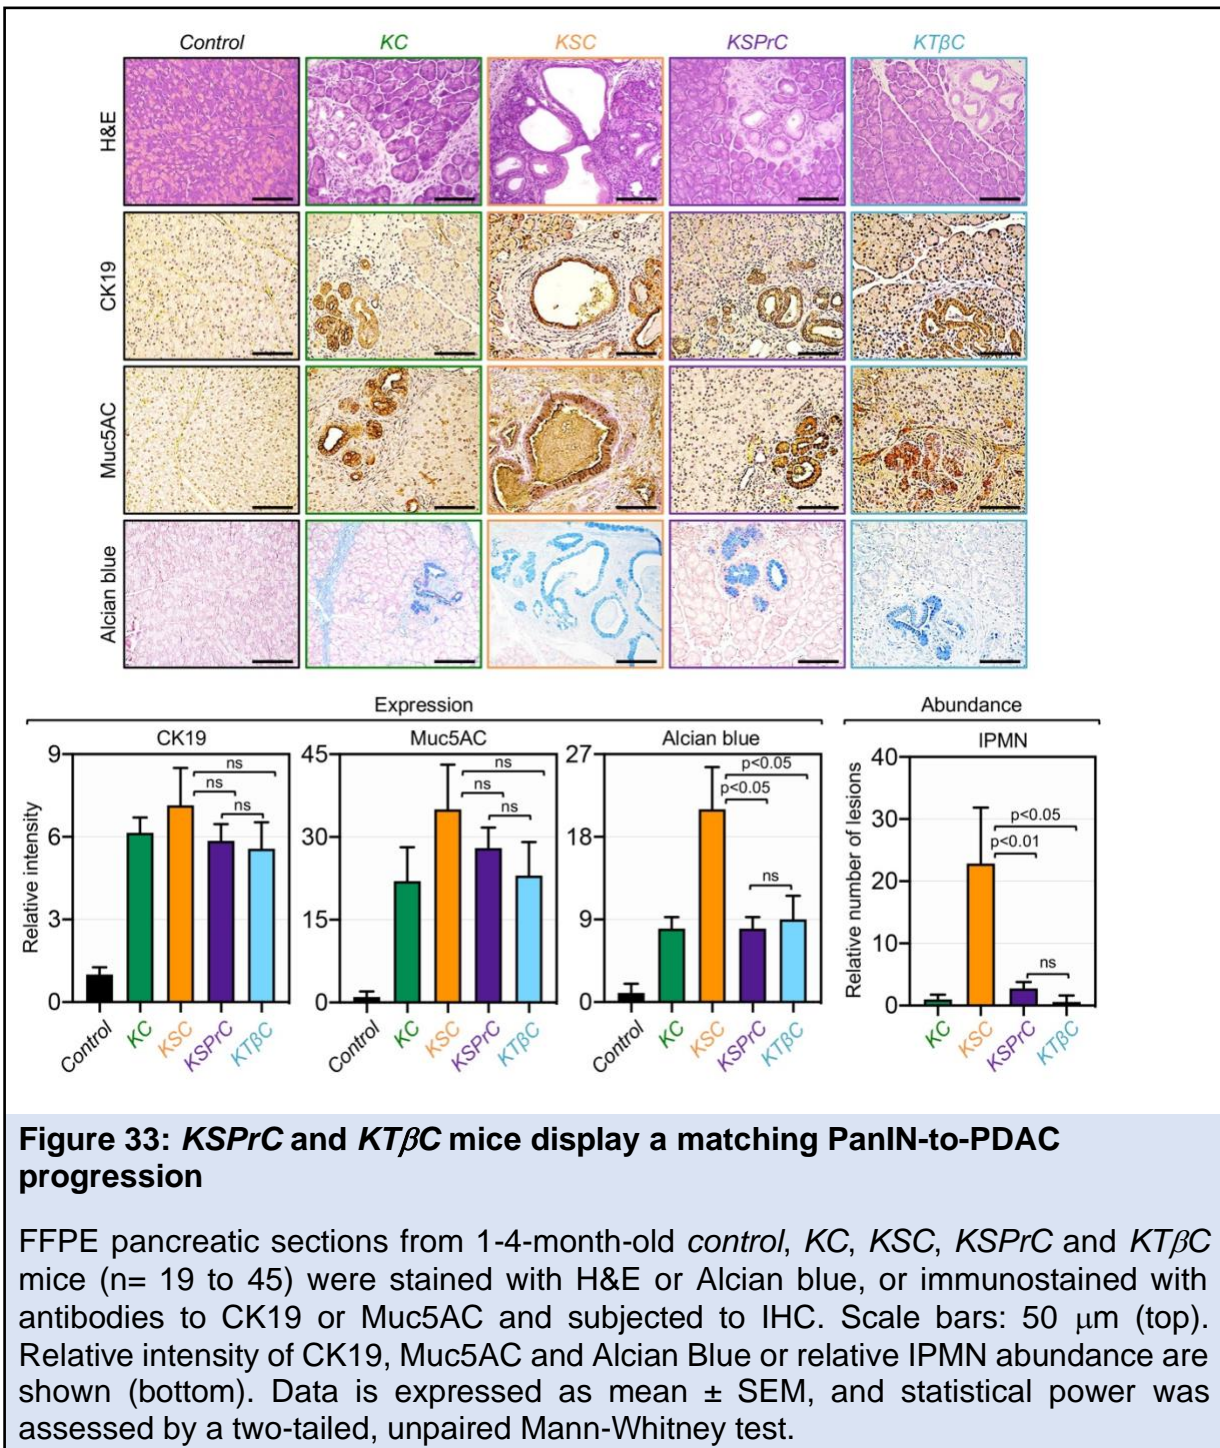 Control KC KSC KSPrC KTβC
H&E
CK19
Muc5AC
Alcian blue
Expression
Abundance
CK19
Muc5AC
Alcian blue
IPMN
Relative intensity
9
6
3
0
ns
ns
ns
Control KC KSC KSPrC KTβC
45
30
15
0
ns
ns
ns
Control KC KSC KSPrC KTβC
27
18
9
0
p<0.05
p<0.05
ns
Control KC KSC KSPrC KTβC
Relative number of lesions
40
30
20
10
0
p<0.05
p<0.01
ns
KC KSC KSPrC KTβC
Figure 33: KSPrC and KTβC mice display a matching PanIN-to-PDAC
progression
FFPE pancreatic sections from 1-4-month-old control, KC, KSC, KSPrC and KTβC
mice (n= 19 to 45) were stained with H&E or Alcian blue, or immunostained with
antibodies to CK19 or Muc5AC and subjected to IHC. Scale bars: 50 μm (top).
Relative intensity of CK19, Muc5AC and Alcian Blue or relative IPMN abundance are
shown (bottom). Data is expressed as mean ± SEM, and statistical power was
assessed by a two-tailed, unpaired Mann-Whitney test.